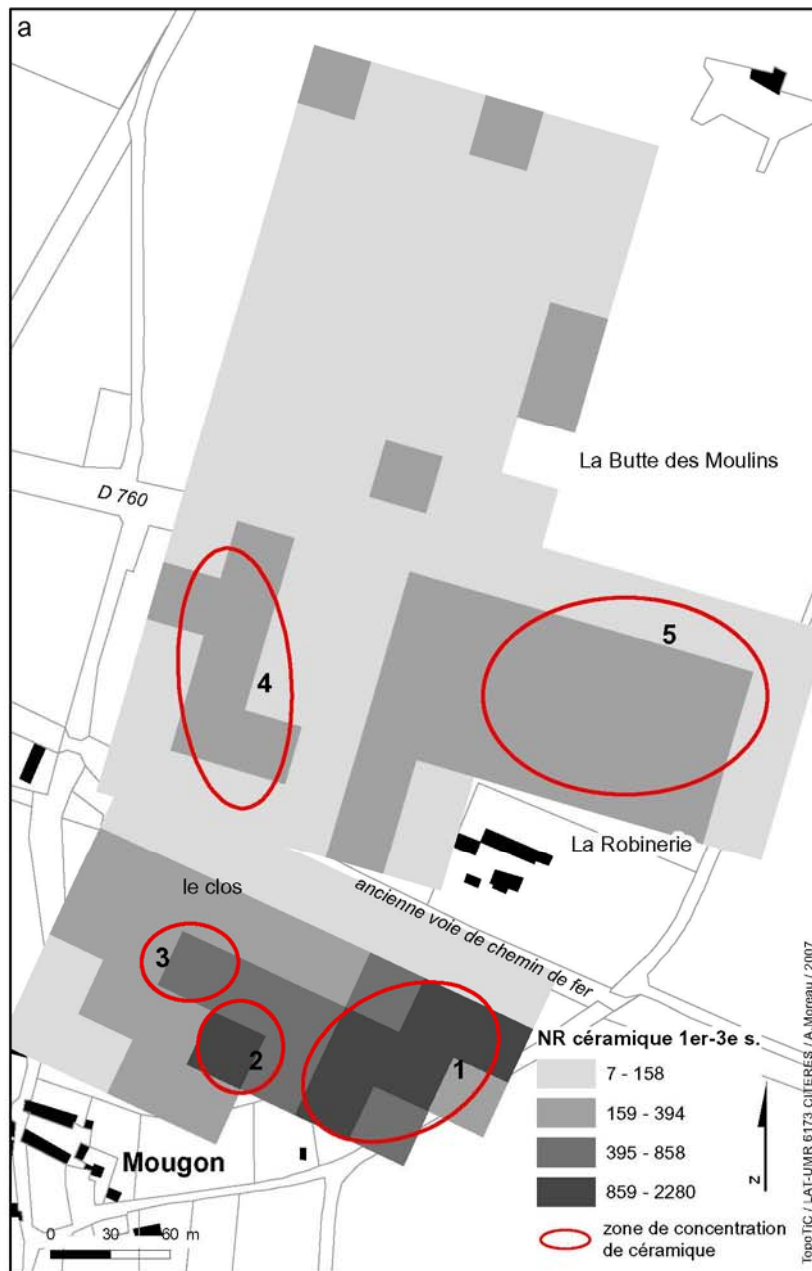 a
La Butte des Moulins
D 760
5
4
La Robinerie
le clos
ancienne voie de chemin de fer
3
2
1
Mougon
0 30 60 m
NR céramique 1er-3e s.
7 - 158
159 - 394
395 - 858
859 - 2280
zone de concentration
de céramique
N
TopoTiC / LAT-UMR 6173 CITERES / A. Moreau / 2007